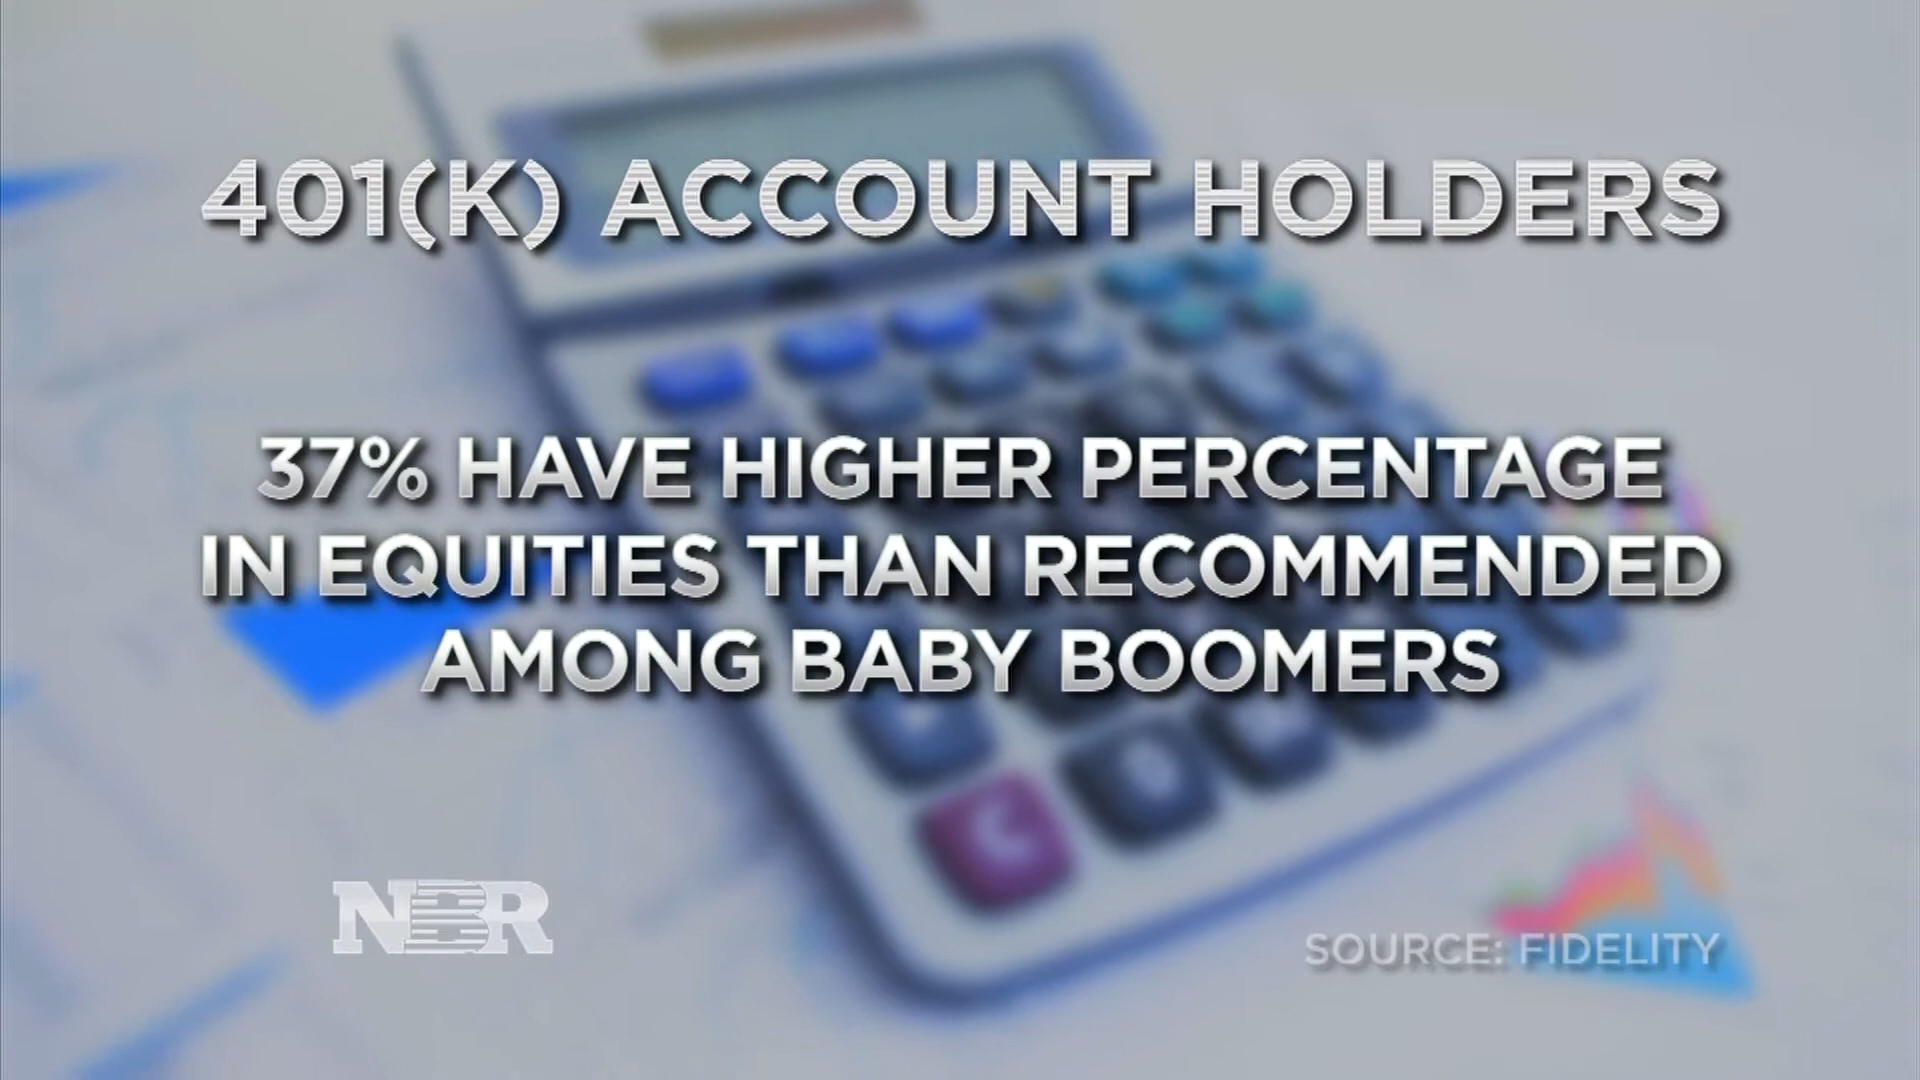 401(K) ACCOUNT HOLDERS
37% HAVE HIGHER PERCENTAGE
IN EQUITIES THAN RECOMMENDED
AMONG BABY BOOMERS
NBR
SOURCE: FIDELITY